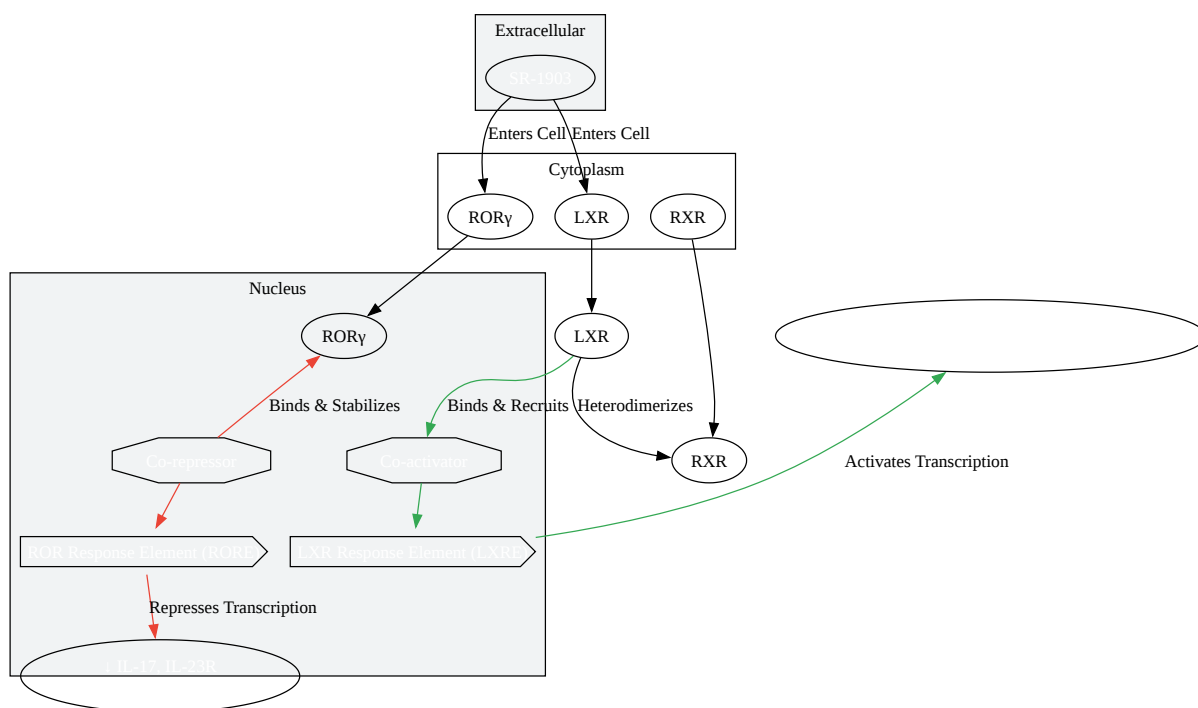 Extracellular
SR-1903
Enters Cell
Enters Cell
Cytoplasm
RORγ
LXR
RXR
Nucleus
RORγ
LXR
Binds & Stabilizes
Binds & Recruits
Heterodimerizes
Co-repressor
Co-activator
RXR
Activates Transcription
ROR Response Element (RORE
LXR Response Element (LXRE
Represses Transcription
↓ IL-17, IL-23R